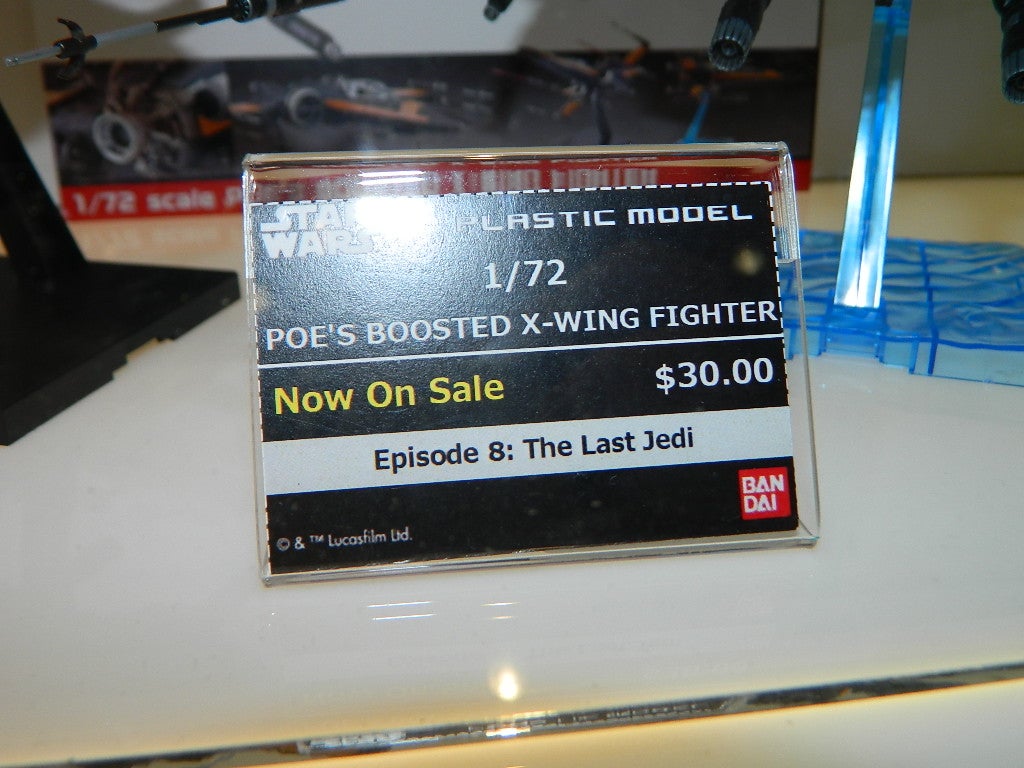 1/72 scale
STAR WARS
PLASTIC MODEL
1/72
POE'S BOOSTED X-WING FIGHTER
Now On Sale
$30.00
Episode 8: The Last Jedi
BAN
DAI
© & ™ Lucasfilm Ltd.